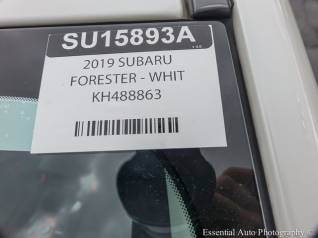 SU15893A
2019 SUBARU
FORESTER - WHIT
KH488863
Essential Auto Photography ©